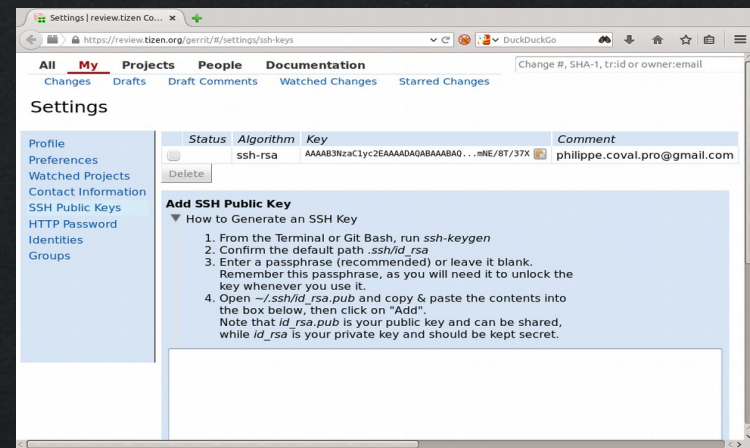 Settings | review.tizen Co...
https://review.tizen.org/gerrit/#/settings/ssh-keys
DuckDuckGo
All My Projects People Documentation
Change #, SHA-1, tr:id or owner:email
Changes Drafts Draft Comments Watched Changes Starred Changes
Settings
Profile
Preferences
Watched Projects
Contact Information
SSH Public Keys
HTTP Password
Identities
Groups
Status Algorithm Key Comment
ssh-rsa AAAAB3NzaC1yc2EAAAADAQABAAABAQ...mNE/8T/37X philippe.coval.pro@gmail.com
Delete
Add SSH Public Key
How to Generate an SSH Key
1. From the Terminal or Git Bash, run ssh-keygen
2. Confirm the default path .ssh/id_rsa
3. Enter a passphrase (recommended) or leave it blank.
Remember this passphrase, as you will need it to unlock the
key whenever you use it.
4. Open ~/.ssh/id_rsa.pub and copy & paste the contents into
the box below, then click on "Add".
Note that id_rsa.pub is your public key and can be shared,
while id_rsa is your private key and should be kept secret.